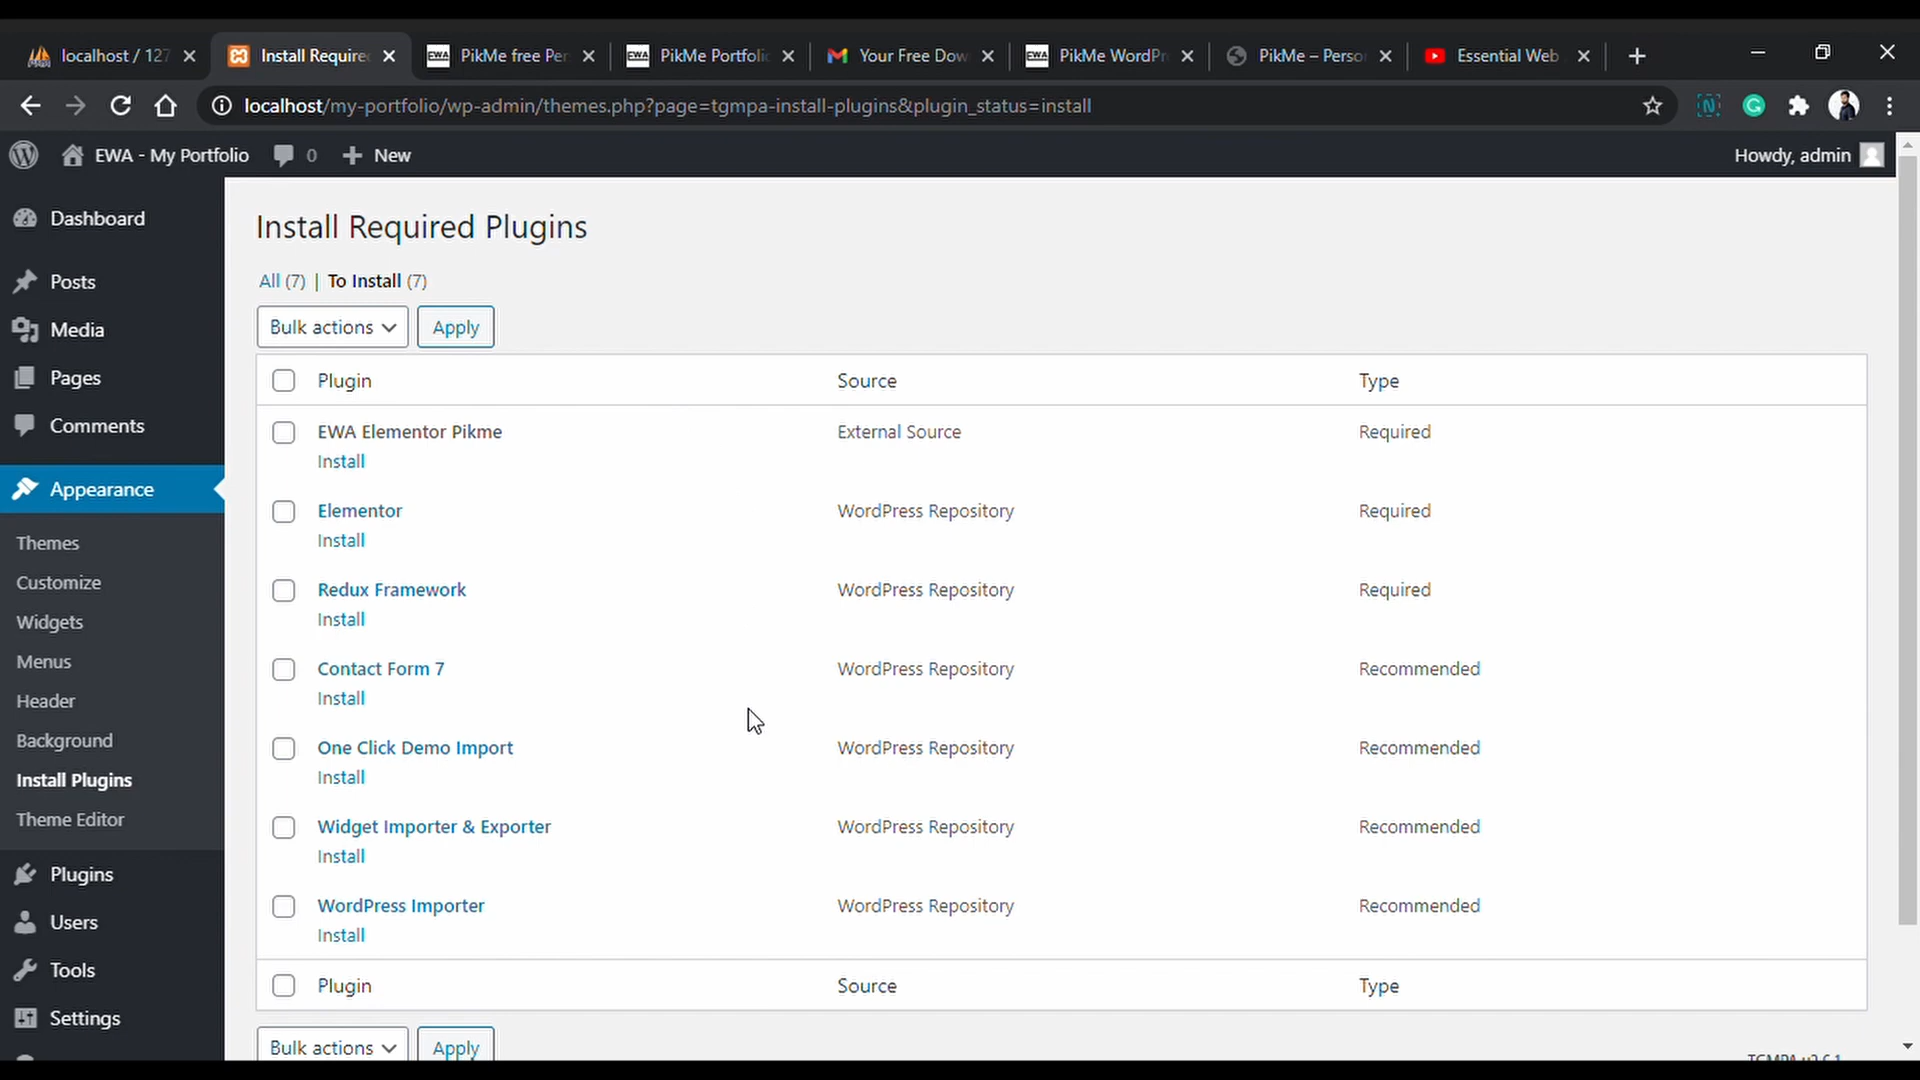 localhost / 127
Install Require
PikMe free Per
PikMe Portfolio
Your Free Dow
PikMe WordPr
PikMe – Perso
Essential Web
localhost/my-portfolio/wp-admin/themes.php?page=tgmpa-install-plugins&plugin_status=install
EWA - My Portfolio
0
New
Howdy, admin
Dashboard
Posts
Media
Pages
Comments
Appearance
Themes
Customize
Widgets
Menus
Header
Background
Install Plugins
Theme Editor
Plugins
Users
Tools
Settings
Install Required Plugins
All (7) | To Install (7)
Bulk actions Apply
Plugin Source Type
EWA Elementor Pikme External Source Required
Install
Elementor WordPress Repository Required
Install
Redux Framework WordPress Repository Required
Install
Contact Form 7 WordPress Repository Recommended
Install
One Click Demo Import WordPress Repository Recommended
Install
Widget Importer & Exporter WordPress Repository Recommended
Install
WordPress Importer WordPress Repository Recommended
Install
Plugin Source Type
Bulk actions Apply